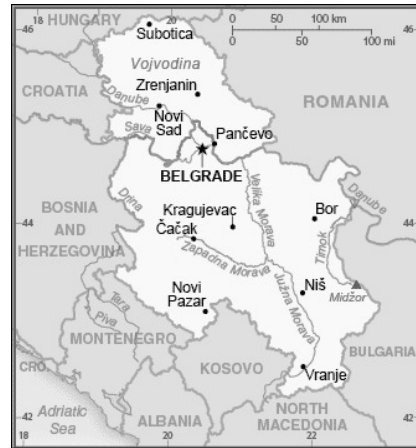 18
20
0 50 100 km
0 50 100 mi
46
46
HUNGARY
Subotica
Vojvodina
CROATIA
Zrenjanin
Danube
Novi
Sad
Sava
Pančevo
ROMANIA
BELGRADE
Drina
Velika Morava
BOSNIA
AND
HERZEGOVINA
Kragujevac
Bor
Danube
44
44
Čačak
Timok
Zapadna Morava
Južna Morava
Niš
Midžor
Novi
Pazar
Tara
Piva
MONTENEGRO
KOSOVO
BULGARIA
CRO.
Vranje
Adriatic
Sea
ALBANIA
NORTH
MACEDONIA
42
42
18
20
22